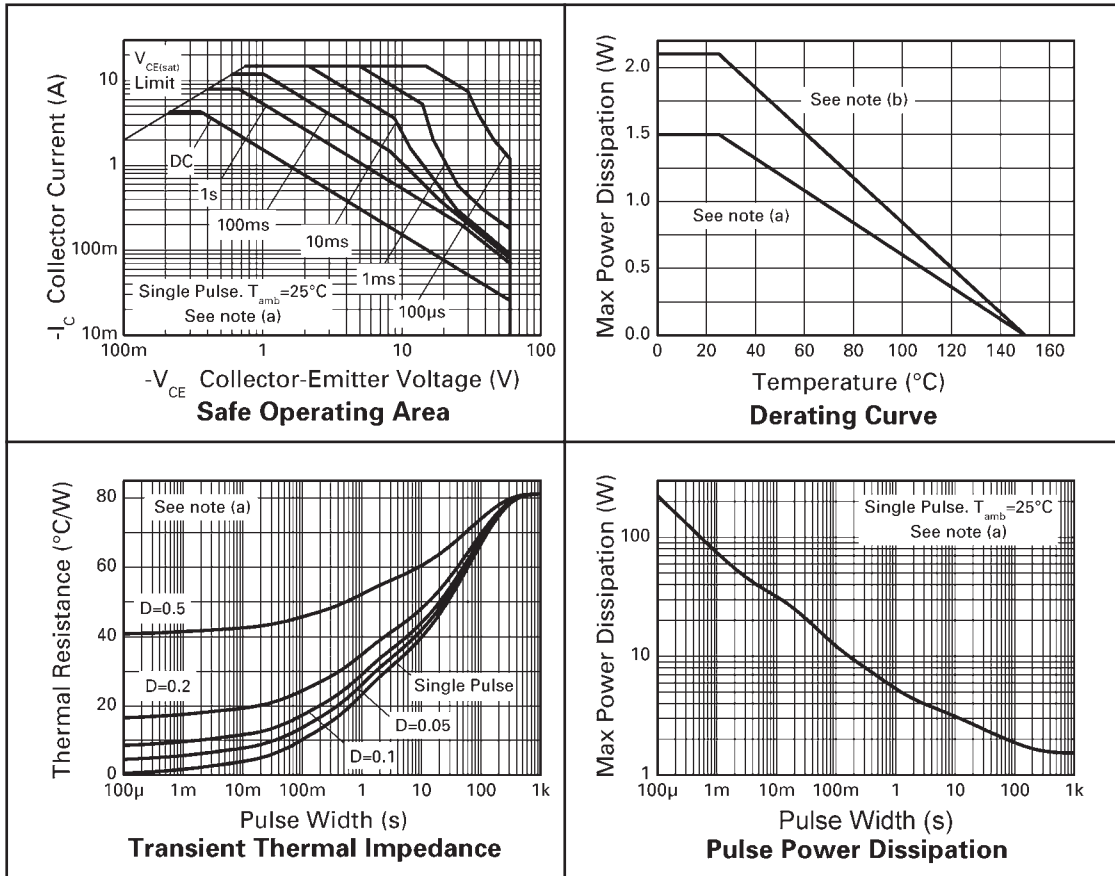 V_CE(sat)
Limit
10
1
100m
10m
-I_C Collector Current (A)
DC
1s
100ms
10ms
1ms
100µs
Single Pulse. T_amb=25°C
See note (a)
100m 1 10 100
-V_CE Collector-Emitter Voltage (V)
Safe Operating Area
Max Power Dissipation (W)
2.0
1.5
1.0
0.5
0.0
See note (b)
See note (a)
0 20 40 60 80 100 120 140 160
Temperature (°C)
Derating Curve
Thermal Resistance (°C/W)
80
60
40
20
0
See note (a)
D=0.5
D=0.2
Single Pulse
D=0.05
D=0.1
100µ 1m 10m 100m 1 10 100 1k
Pulse Width (s)
Transient Thermal Impedance
Max Power Dissipation (W)
100
10
1
Single Pulse. T_amb=25°C
See note (a)
100µ 1m 10m 100m 1 10 100 1k
Pulse Width (s)
Pulse Power Dissipation